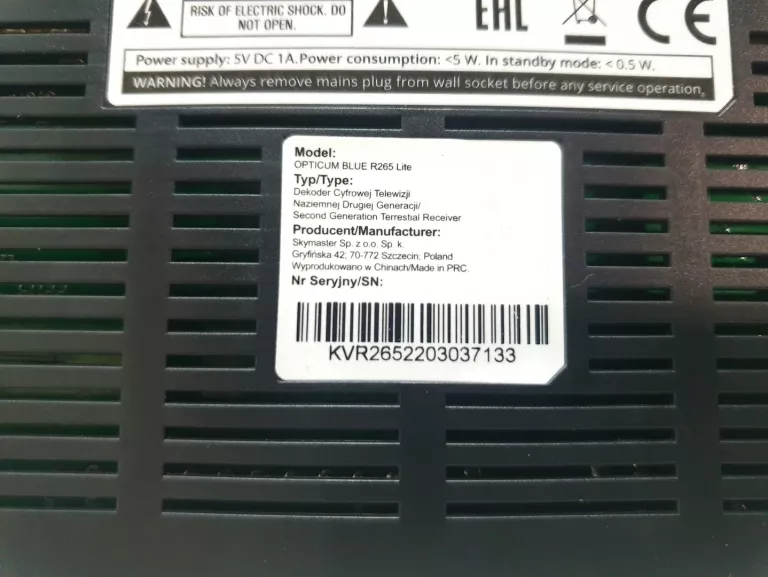 RISK OF ELECTRIC SHOCK. DO
NOT OPEN.
EAC
CE
Power supply: 5V DC 1A.Power consumption: <5 W. In standby mode: < 0.5 W.
WARNING! Always remove mains plug from wall socket before any service operation.
Model:
OPTICUM BLUE R265 Lite
Typ/Type:
Dekoder Cyfrowej Telewizji
Naziemnej Drugiej Generacji/
Second Generation Terrestial Receiver
Producent/Manufacturer:
Skymaster Sp. z o.o. Sp k.
Gryfińska 42; 70-772 Szczecin; Poland
Wyprodukowano w Chinach/Made in PRC.
Nr Seryjny/SN:
KVR2652203037133